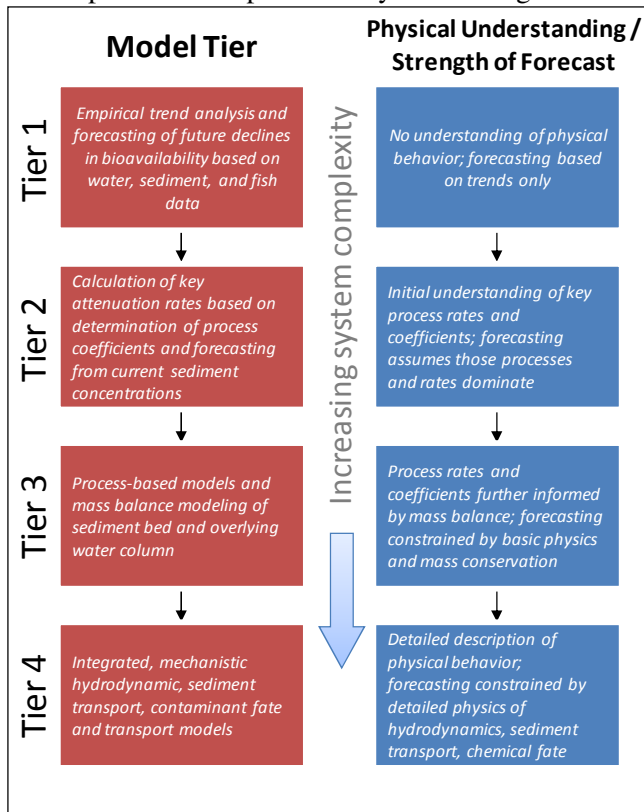 Model Tier
Physical Understanding /
Strength of Forecast
Tier 1
Empirical trend analysis and
forecasting of future declines
in bioavailability based on
water, sediment, and fish
data
No understanding of physical
behavior; forecasting based
on trends only
Increasing system complexity
Tier 2
Calculation of key
attenuation rates based on
determination of process
coefficients and forecasting
from current sediment
concentrations
Initial understanding of key
process rates and
coefficients; forecasting
assumes those processes
and rates dominate
Tier 3
Process-based models and
mass balance modeling of
sediment bed and overlying
water column
Process rates and
coefficients further informed
by mass balance; forecasting
constrained by basic physics
and mass conservation
Tier 4
Integrated, mechanistic
hydrodynamic, sediment
transport, contaminant fate
and transport models
Detailed description of
physical behavior;
forecasting constrained by
detailed physics of
hydrodynamics, sediment
transport, chemical fate